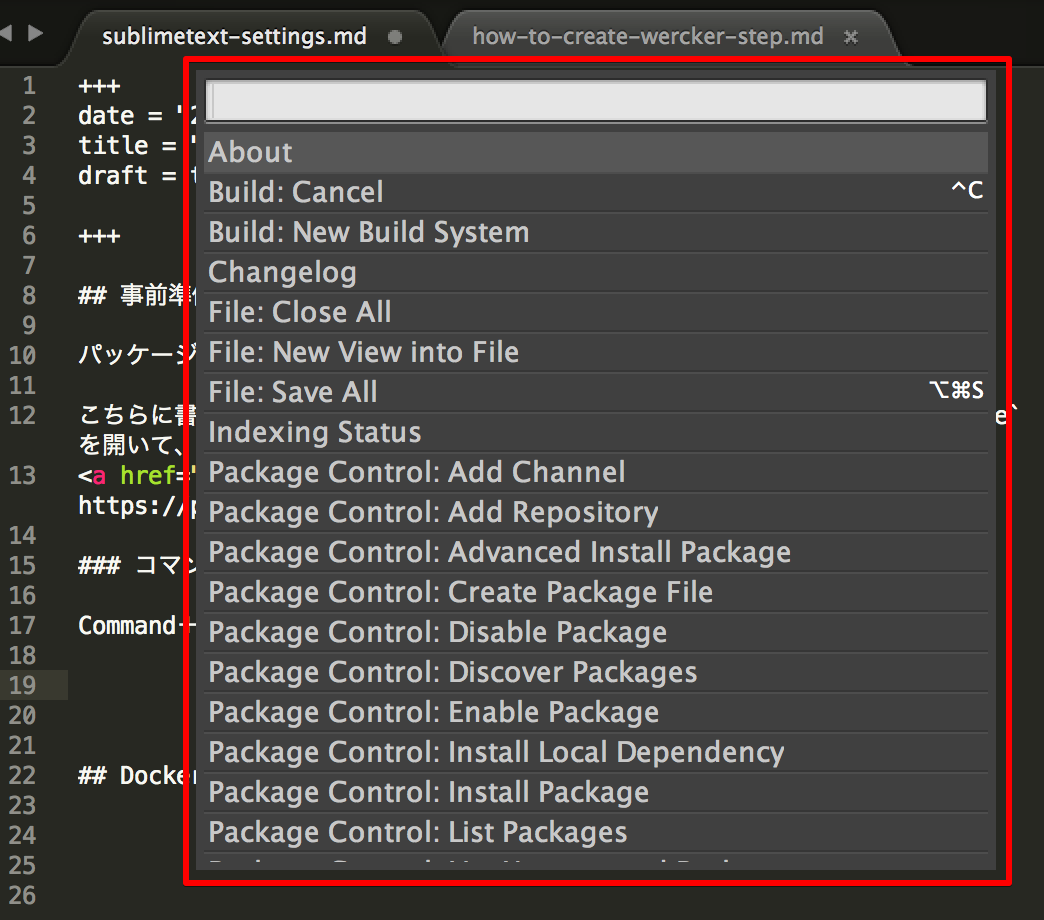 sublimetext-settings.md
how-to-create-wercker-step.md
1 +++
2 date = '
3 title = '
4 draft =
5
6 +++
7
8 ## 事前準
9
10 パッケージ
11
12 こちらに書 e`
を開いて、
13 <a href="
https://p
14
15 ### コマン
16
17 Command
18
19
20
21
22 ## Docker
23
24
25
26
About
Build: Cancel ^C
Build: New Build System
Changelog
File: Close All
File: New View into File
File: Save All ⌥⌘S
Indexing Status
Package Control: Add Channel
Package Control: Add Repository
Package Control: Advanced Install Package
Package Control: Create Package File
Package Control: Disable Package
Package Control: Discover Packages
Package Control: Enable Package
Package Control: Install Local Dependency
Package Control: Install Package
Package Control: List Packages